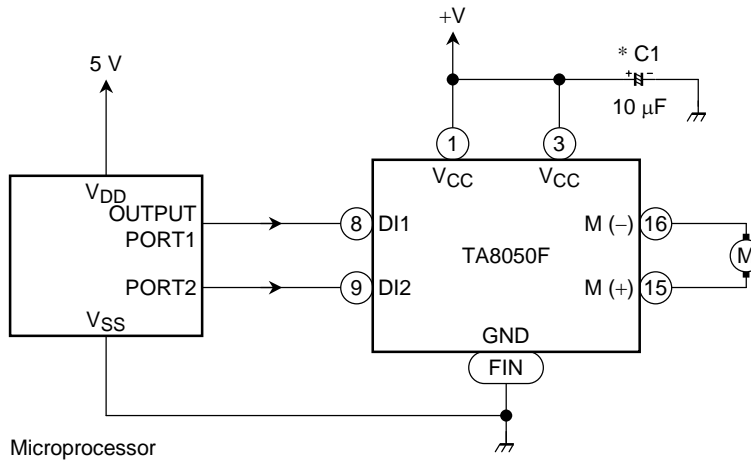 +V
* C1
+ −
10 μF
5 V
1
3
VCC
VCC
VDD
OUTPUT
PORT1
8
DI1
M (−)
16
TA8050F
M
PORT2
9
DI2
M (+)
15
VSS
GND
FIN
Microprocessor